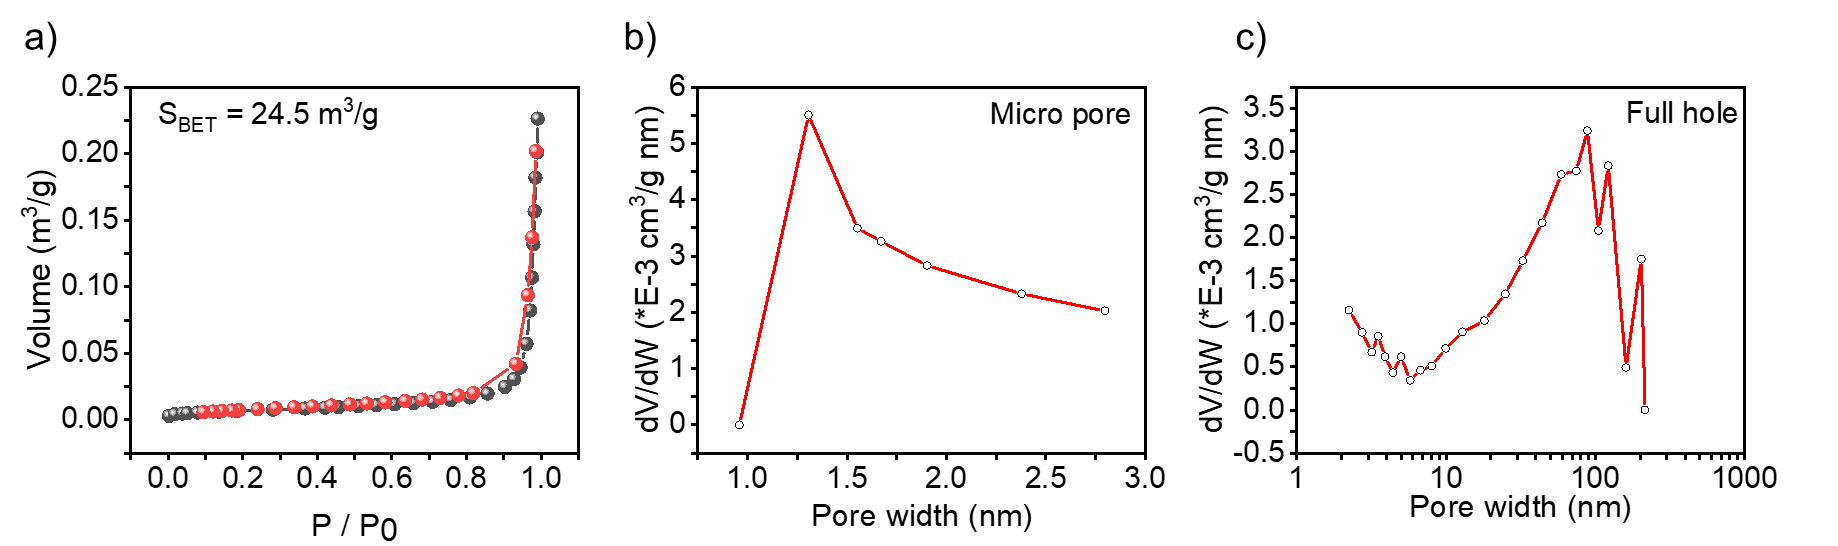 a)
S_BET = 24.5 m³/g
Volume (m³/g)
0.25
0.20
0.15
0.10
0.05
0.00
0.0 0.2 0.4 0.6 0.8 1.0
P / P0
b)
Micro pore
dV/dW (*E-3 cm³/g nm)
6
5
4
3
2
1
0
1.0 1.5 2.0 2.5 3.0
Pore width (nm)
c)
Full hole
dV/dW (*E-3 cm³/g nm)
3.5
3.0
2.5
2.0
1.5
1.0
0.5
0.0
-0.5
1 10 100 1000
Pore width (nm)